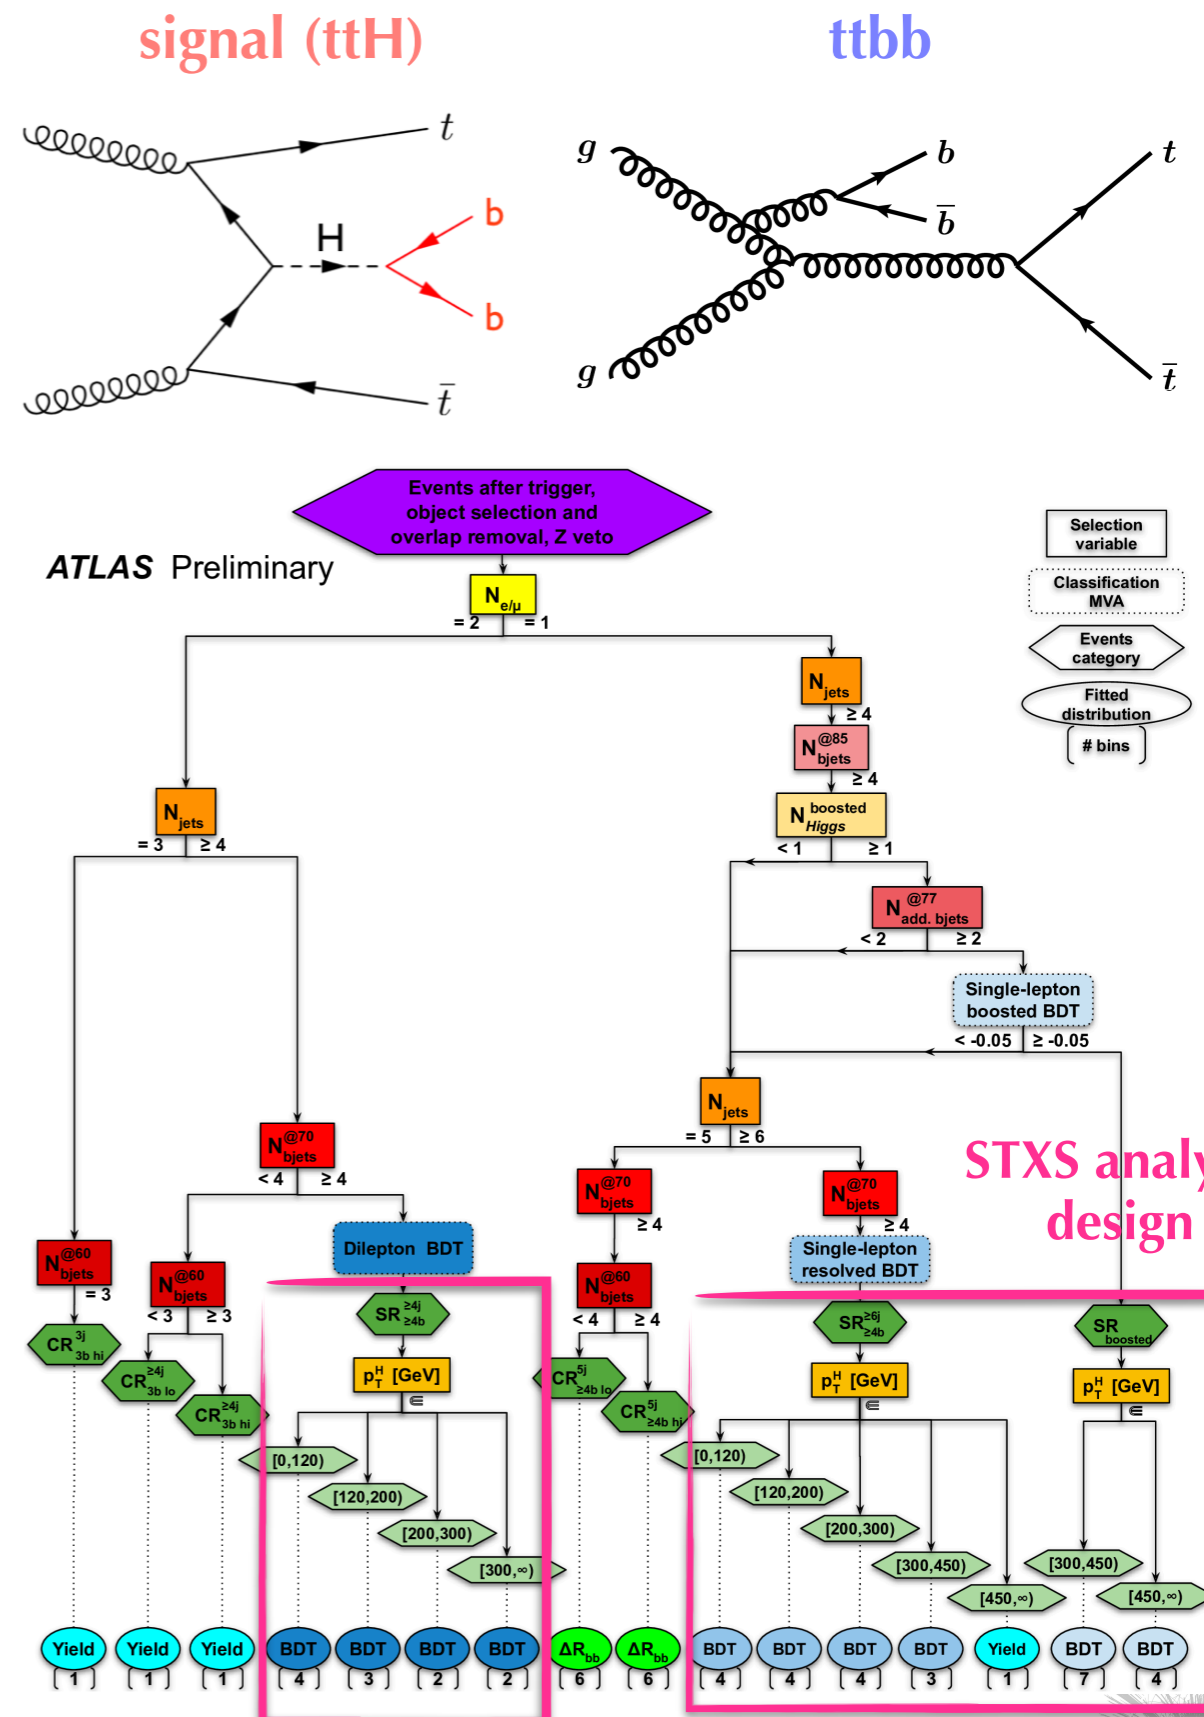 signal (ttH)
ttbb
t
H
b
b
t̄
g
g
b
b̄
t
t̄
Events after trigger,
object selection and
overlap removal, Z veto
ATLAS Preliminary
Selection
variable
Classification
MVA
Events
category
Fitted
distribution
# bins
N e/μ
= 2 = 1
N jets
≥ 4
N bjets @85
≥ 4
N Higgs boosted
< 1 ≥ 1
N add. bjets @77
< 2 ≥ 2
Single-lepton
boosted BDT
< -0.05 ≥ -0.05
N jets
= 3 ≥ 4
N jets
= 5 ≥ 6
N bjets @70
< 4 ≥ 4
N bjets @70
≥ 4
N bjets @70
≥ 4
STXS analy
design
Dilepton BDT
Single-lepton
resolved BDT
N bjets @60
= 3
N bjets @60
< 3 ≥ 3
N bjets @60
< 4 ≥ 4
CR 3j 3b hi
CR ≥4j 3b lo
CR ≥4j 3b hi
SR ≥4j ≥4b
CR 5j ≥4b lo
CR 5j ≥4b hi
SR ≥6j ≥4b
SR boosted
p T H [GeV]
∈
p T H [GeV]
∈
p T H [GeV]
∈
[0,120)
[120,200)
[200,300)
[300,∞)
[0,120)
[120,200)
[200,300)
[300,450)
[450,∞)
[300,450)
[450,∞)
Yield Yield Yield BDT BDT BDT BDT ΔR bb ΔR bb BDT BDT BDT BDT Yield BDT BDT
1 1 1 4 3 2 2 6 6 4 4 4 3 1 7 4